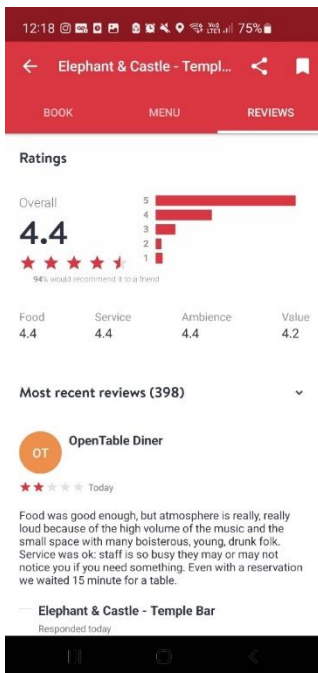 12:18 75%
Elephant & Castle - Templ...
BOOK MENU REVIEWS
Ratings
Overall
4.4
5
4
3
2
1
94% would recommend it to a friend
Food Service Ambience Value
4.4 4.4 4.4 4.2
Most recent reviews (398)
OT
OpenTable Diner
Today
Food was good enough, but atmosphere is really, really
loud because of the high volume of the music and the
small space with many boisterous, young, drunk folk.
Service was ok: staff is so busy they may or may not
notice you if you need something. Even with a reservation
we waited 15 minute for a table.
Elephant & Castle - Temple Bar
Responded today